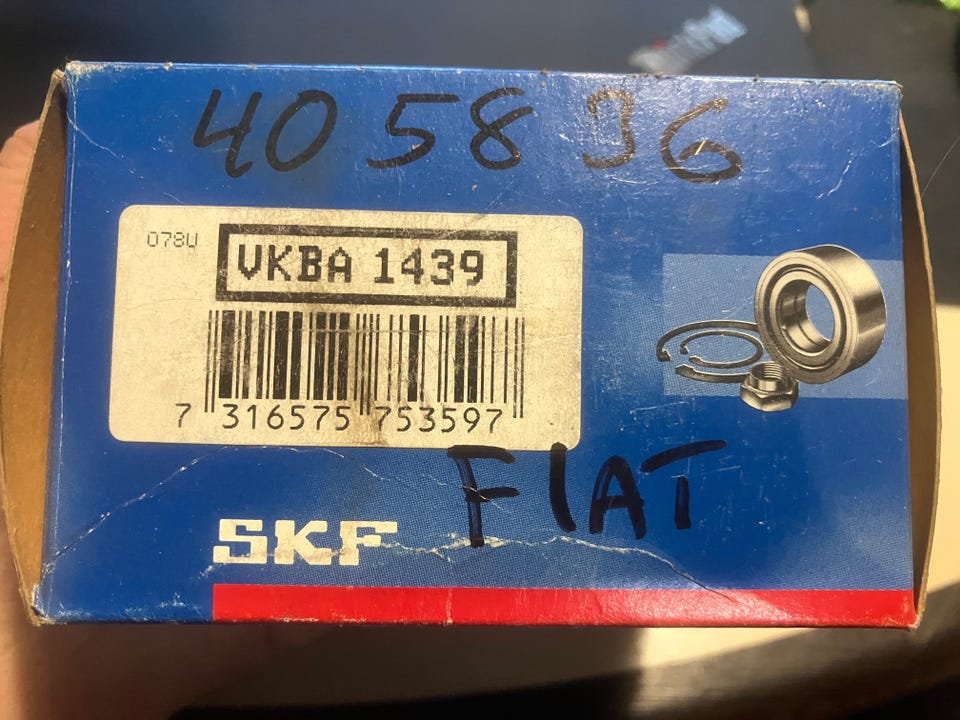 40 58 36
078U
VKBA 1439
7 316575 753597
FIAT
SKF